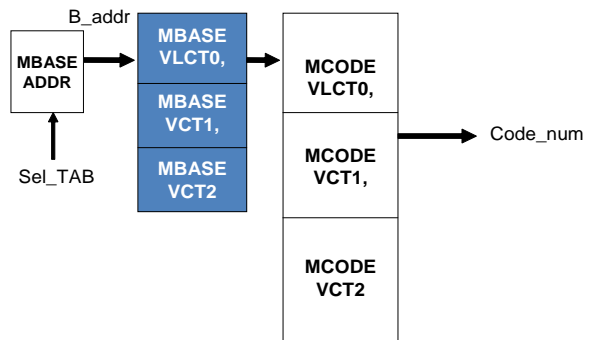 B_addr
MBASE
ADDR
Sel_TAB
MBASE
VLCT0,
MBASE
VCT1,
MBASE
VCT2
MCODE
VLCT0,
MCODE
VCT1,
MCODE
VCT2
Code_num